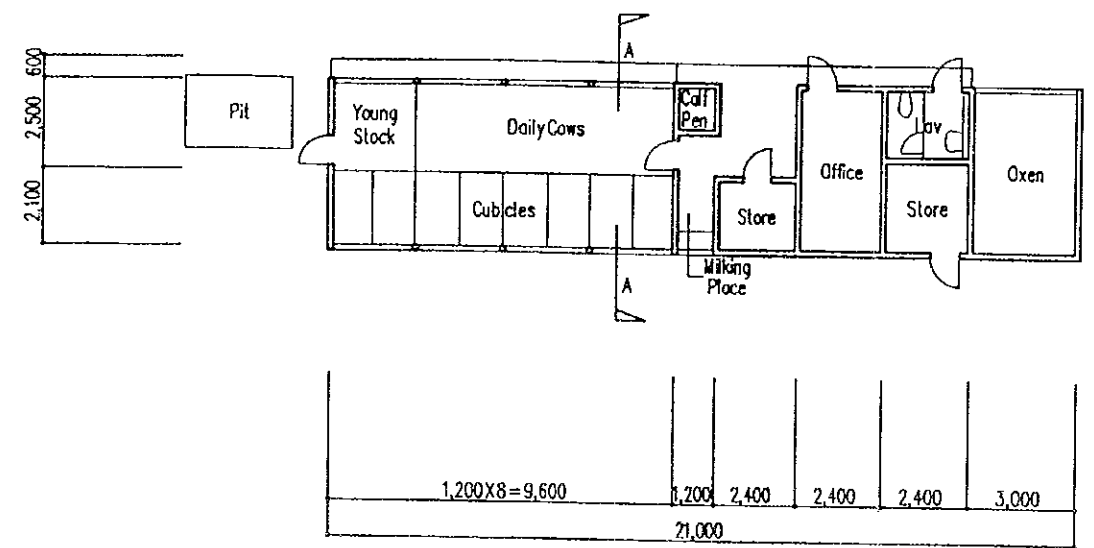 A
600
2,500
2,100
Pit
Young
Stock
Daily Cows
Calf
Pen
Cubicles
Store
Office
Lav
Store
Oxen
Milking
Place
A
1,200X8=9,600
1,200
2,400
2,400
2,400
3,000
21,000